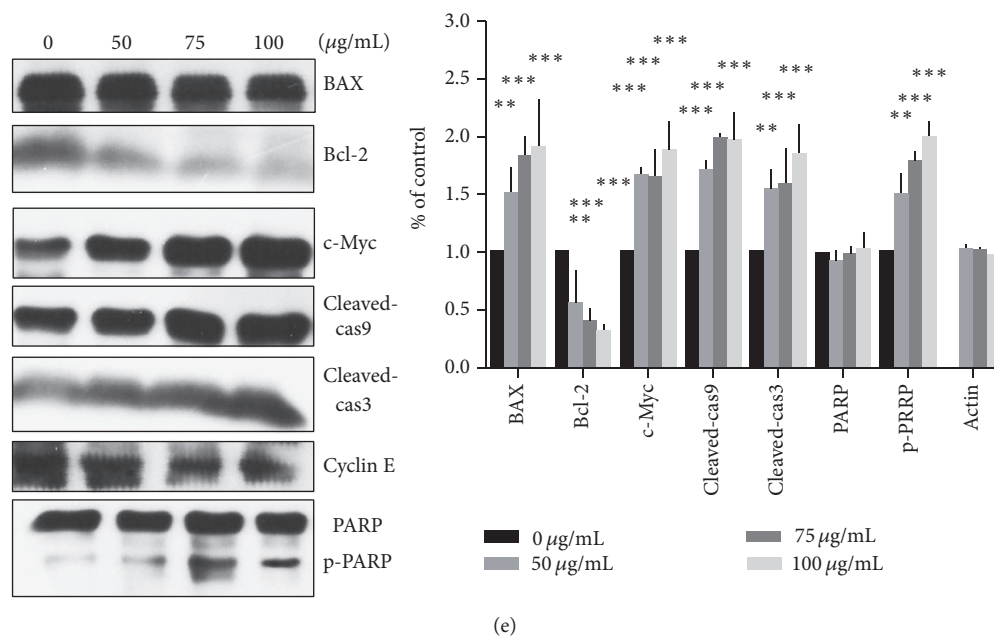 0 50 75 100 (μg/mL)
BAX
Bcl-2
c-Myc
Cleaved-
cas9
Cleaved-
cas3
Cyclin E
PARP
p-PARP
% of control
3.0
2.5
2.0
1.5
1.0
0.5
0.0
** *** ***
** *** ***
*** *** ***
*** *** ***
** *** ***
** *** ***
BAX
Bcl-2
c-Myc
Cleaved-cas9
Cleaved-cas3
PARP
p-PRRP
Actin
0 μg/mL
50 μg/mL
75 μg/mL
100 μg/mL
(e)